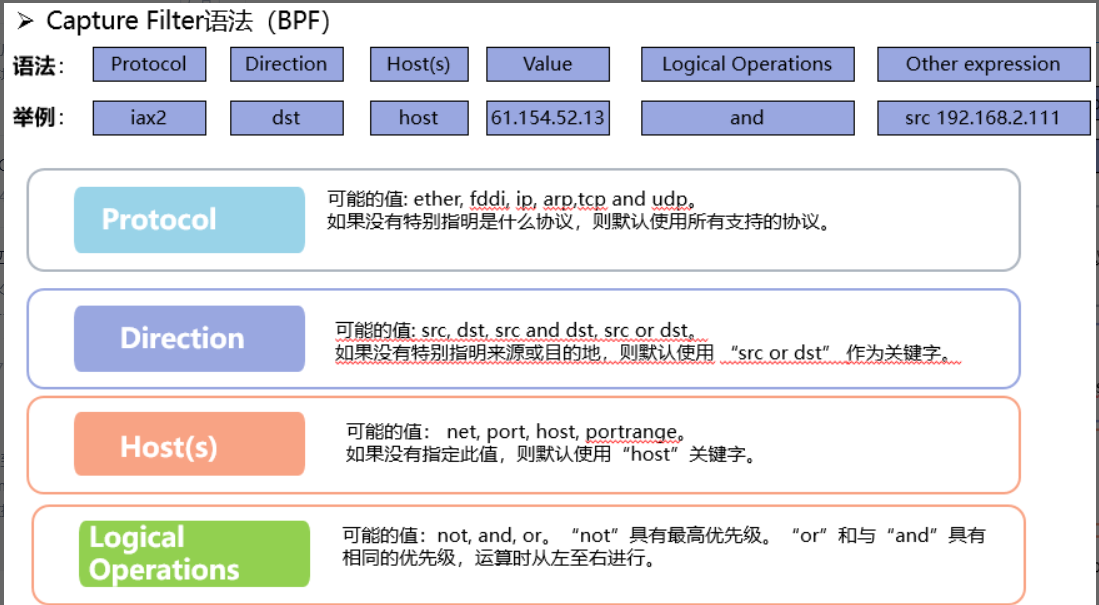 ➢ Capture Filter语法（BPF）
语法： Protocol Direction Host(s) Value Logical Operations Other expression
举例： iax2 dst host 61.154.52.13 and src 192.168.2.111
Protocol
可能的值: ether, fddi, ip, arp,tcp and udp。
如果没有特别指明是什么协议，则默认使用所有支持的协议。
Direction
可能的值: src, dst, src and dst, src or dst。
如果没有特别指明来源或目的地，则默认使用 “src or dst” 作为关键字。
Host(s)
可能的值： net, port, host, portrange。
如果没有指定此值，则默认使用“host”关键字。
Logical
Operations
可能的值：not, and, or。“not”具有最高优先级。“or”和与“and”具有
相同的优先级，运算时从左至右进行。